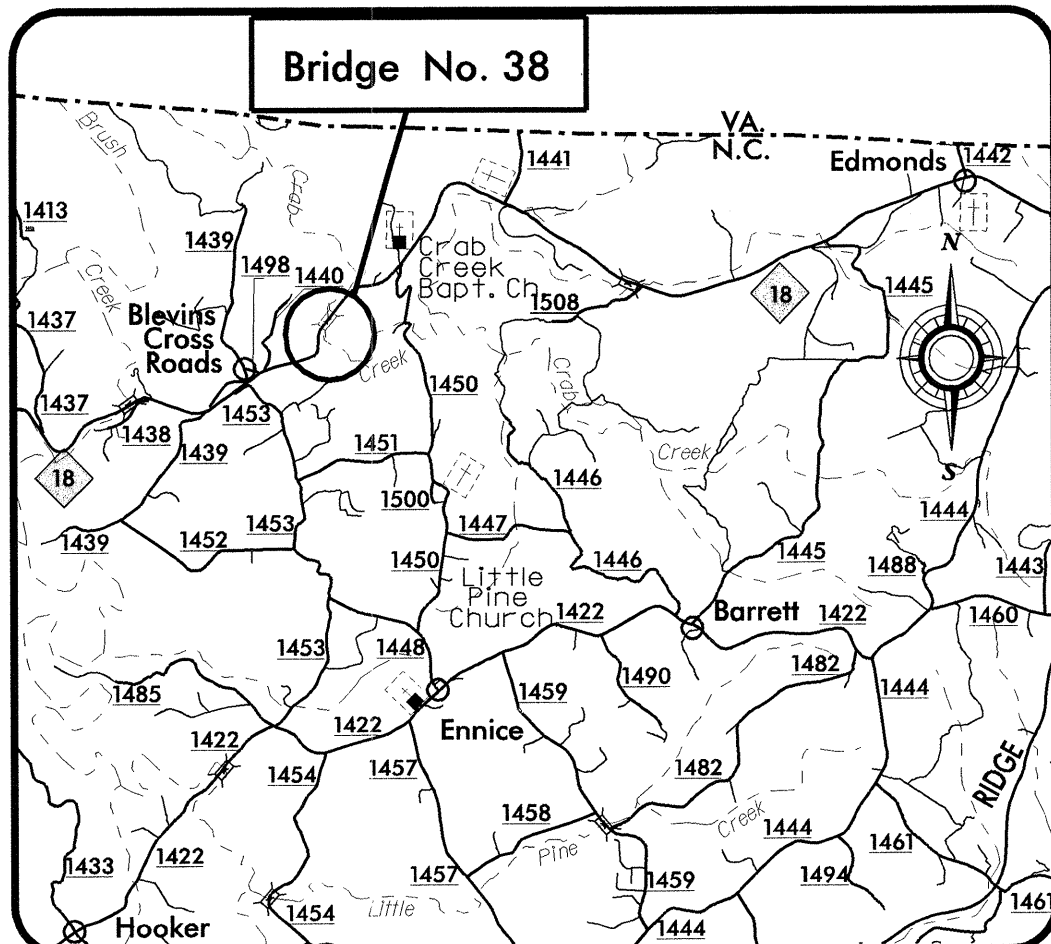 Bridge No. 38
VA.
N.C.
Brush
Crab
1441
Edmonds
1442
1413
1439
1498
1440
Crab
Creek
Bapt. Ch.
1508
18
N
1445
Creek
1437
Blevins
Cross
Roads
Creek
1450
Crab
1437
1438
1453
1439
1451
Creek
S
18
1500
1446
1444
1439
1452
1453
1447
1450
1446
1445
1488
1443
Little
Pine
Church
1422
Barrett
1422
1460
1453
1448
1490
1482
1485
1459
1444
1422
1422
Ennice
1454
1457
1482
RIDGE
1458
Creek
1444
1461
Pine
1433
1422
1457
1459
1494
1461
Little
1454
Hooker
1444